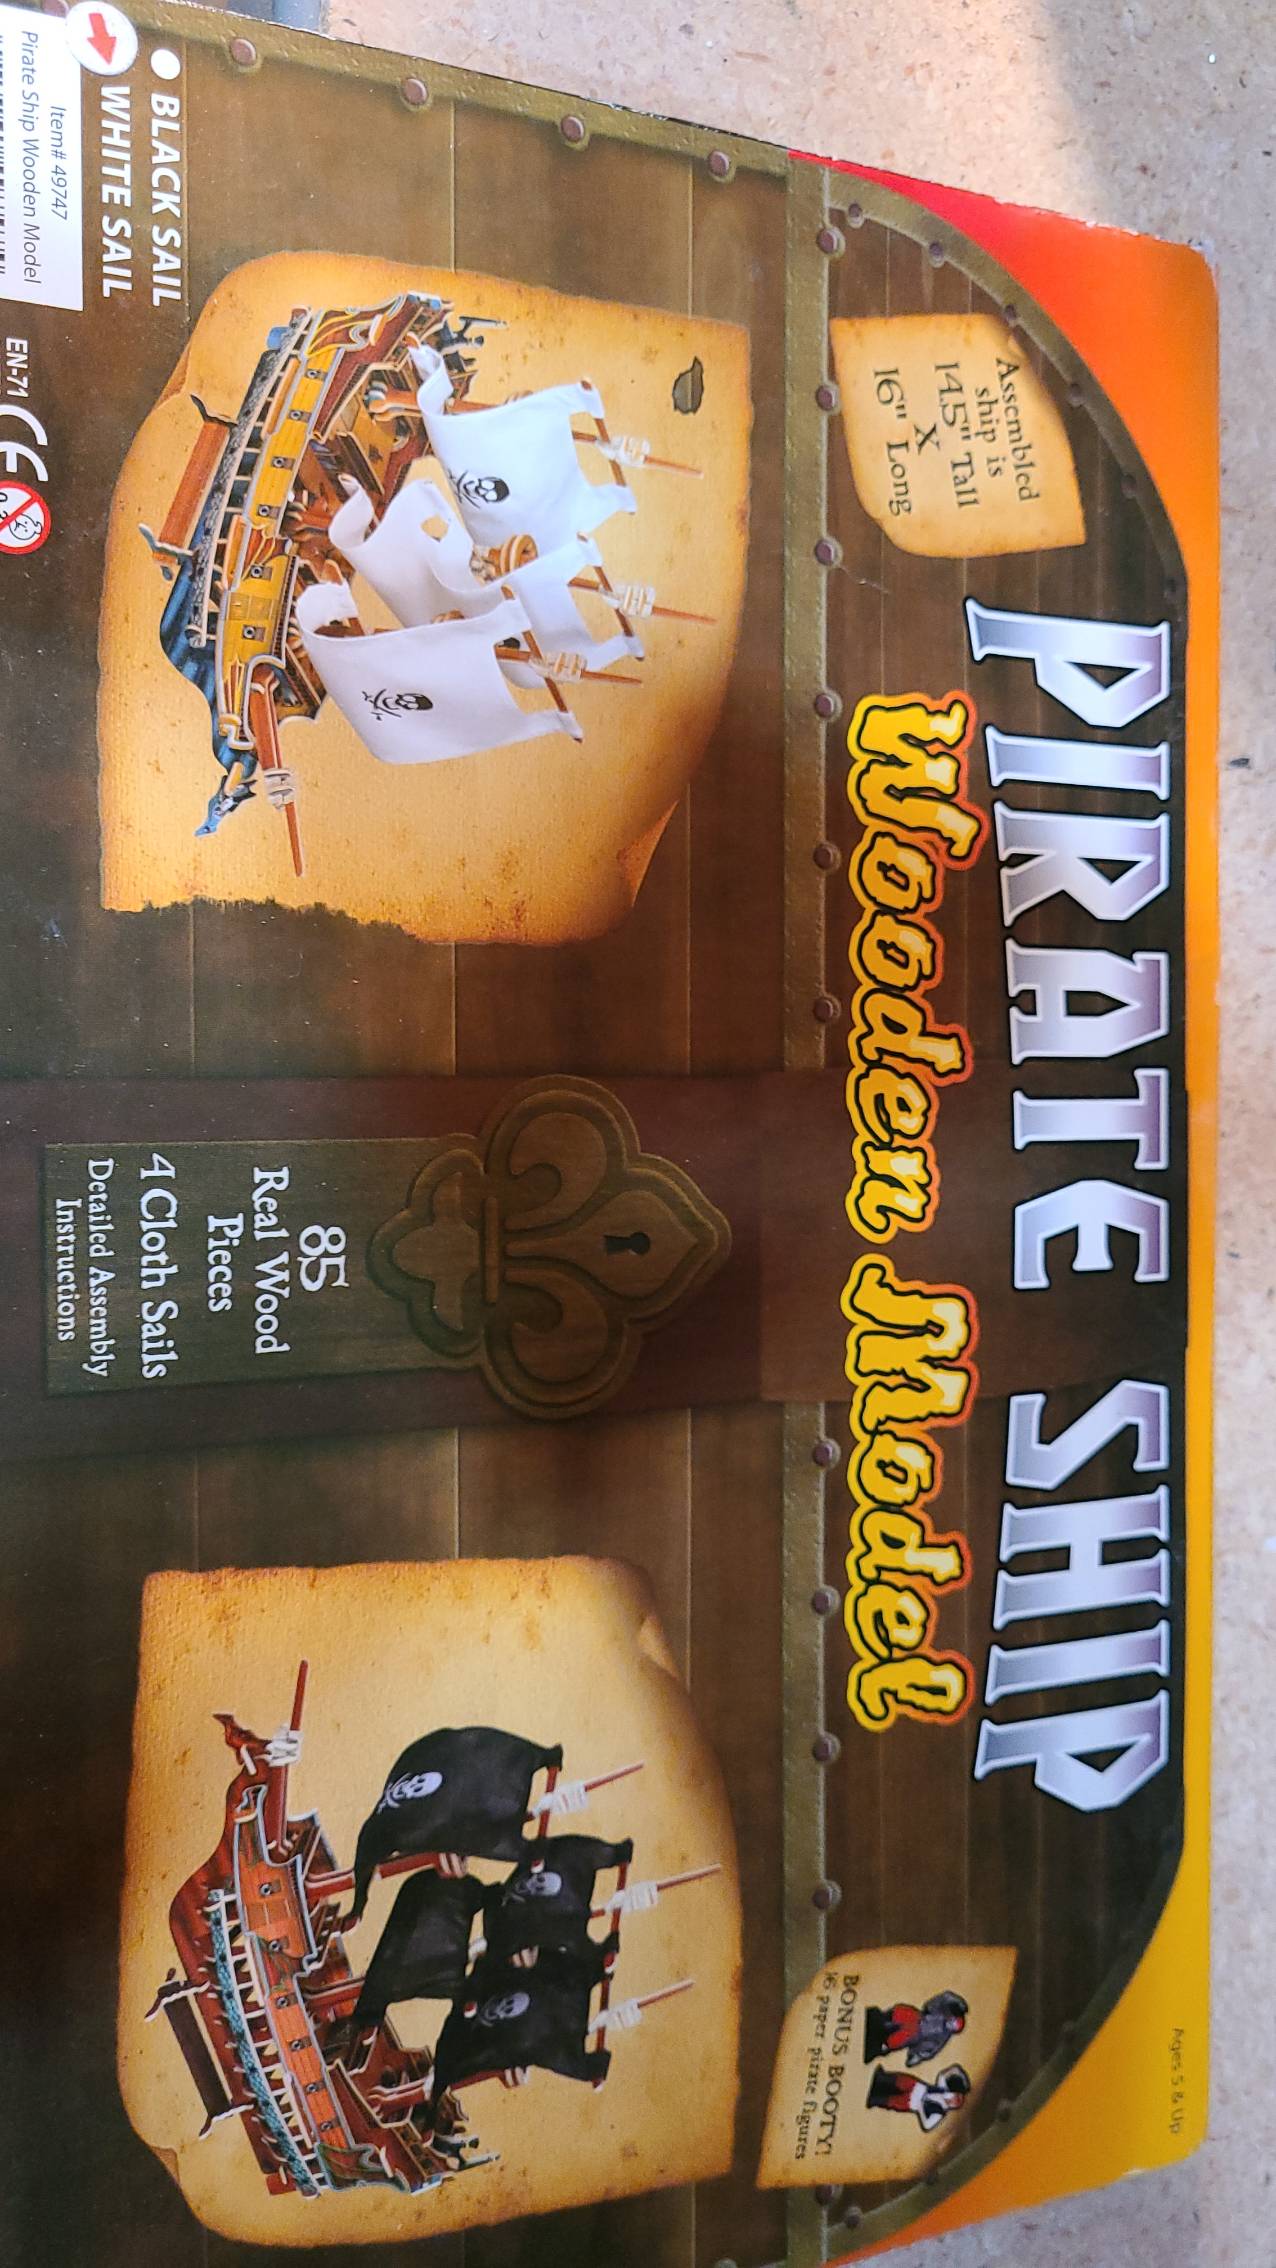 Ages 5 & Up
PIRATE SHIP
Wooden Model
Assembled
ship is
14.5" Tall
X
16" Long
BONUS BOOTY!
paper pirate figures
85
Real Wood
Pieces
4 Cloth Sails
Detailed Assembly
Instructions
BLACK SAIL
WHITE SAIL
Item# 49747
Pirate Ship Wooden Model
EN-71 CE